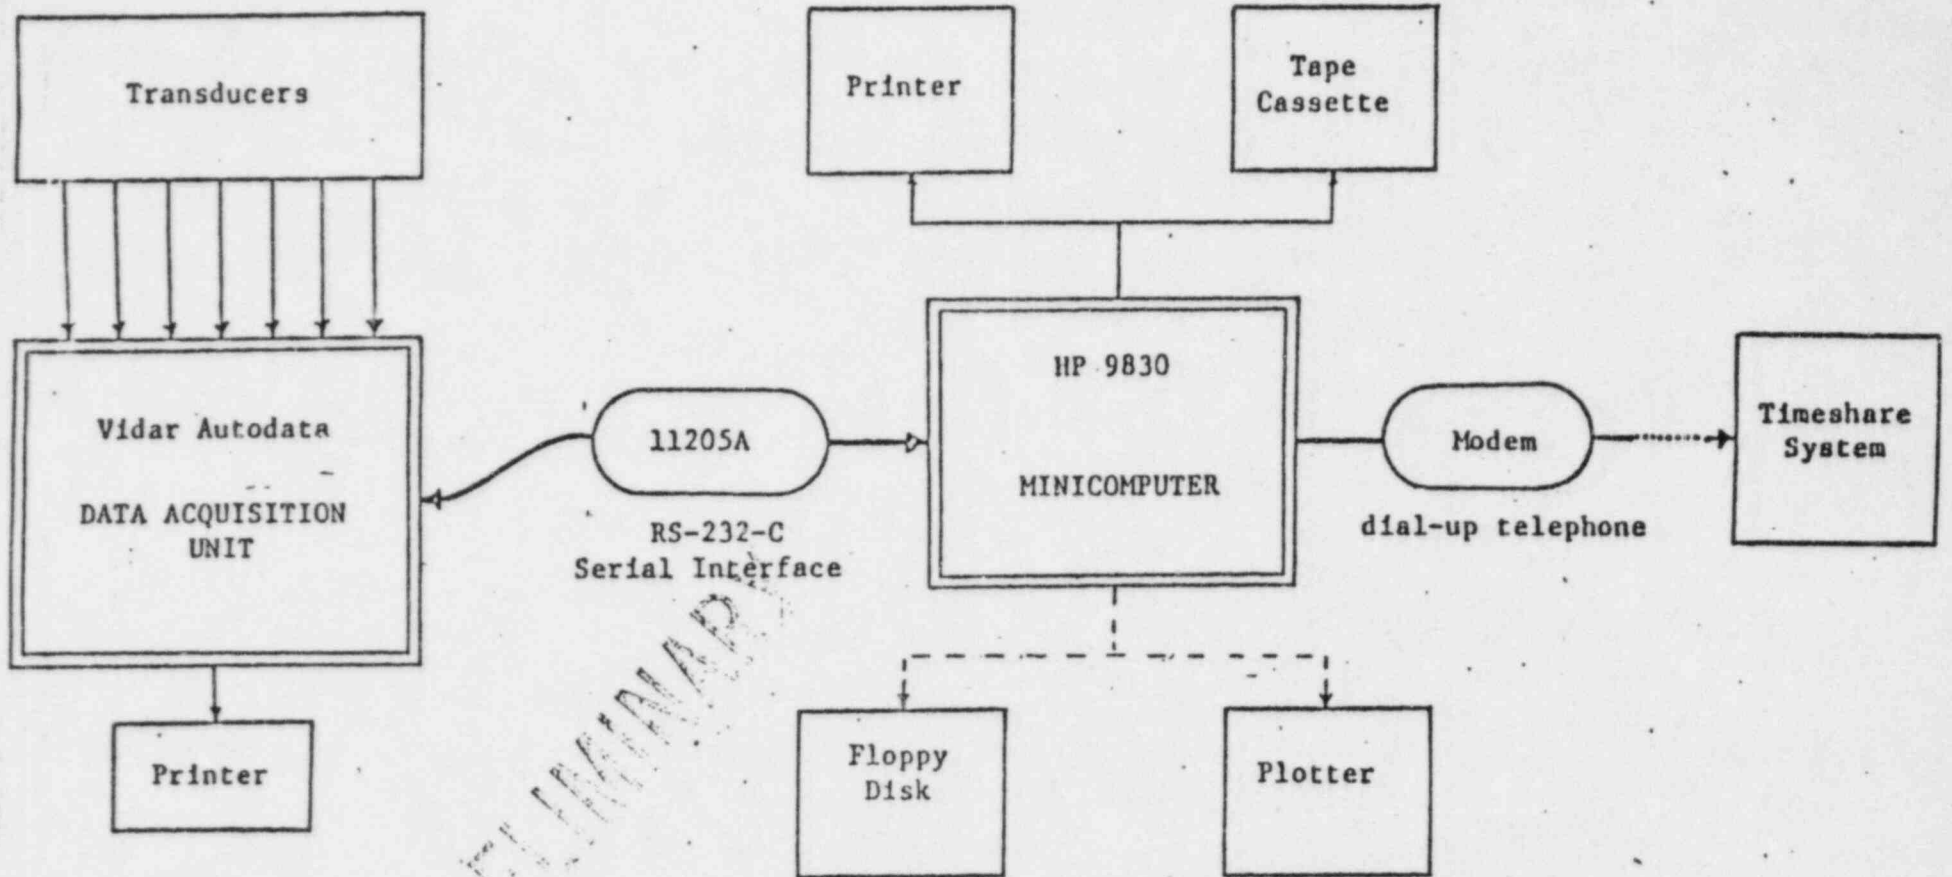 Transducers
Printer
Tape
Cassette
Vidar Autodata
DATA ACQUISITION
UNIT
11205A
RS-232-C
Serial Interface
HP 9830
MINICOMPUTER
Modem
dial-up telephone
Timeshare
System
Printer
Floppy
Disk
Plotter